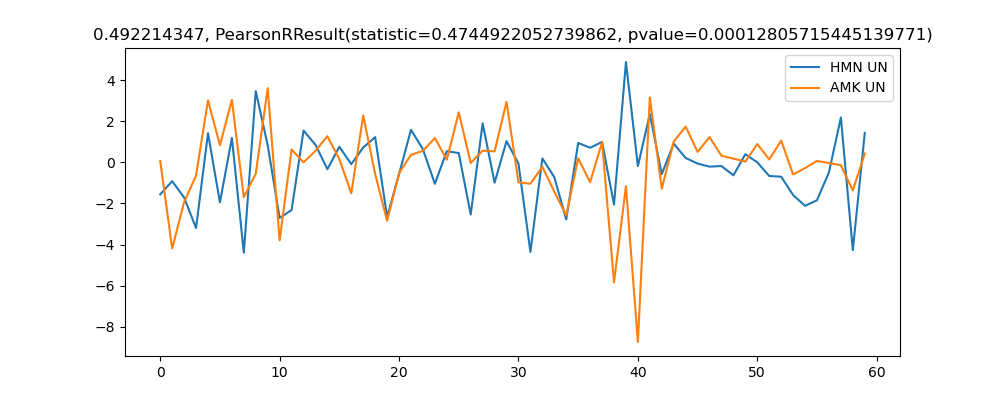 0.492214347, PearsonRResult(statistic=0.4744922052739862, pvalue=0.00012805715445139771)
HMN UN
AMK UN
4
2
0
−2
−4
−6
−8
0 10 20 30 40 50 60